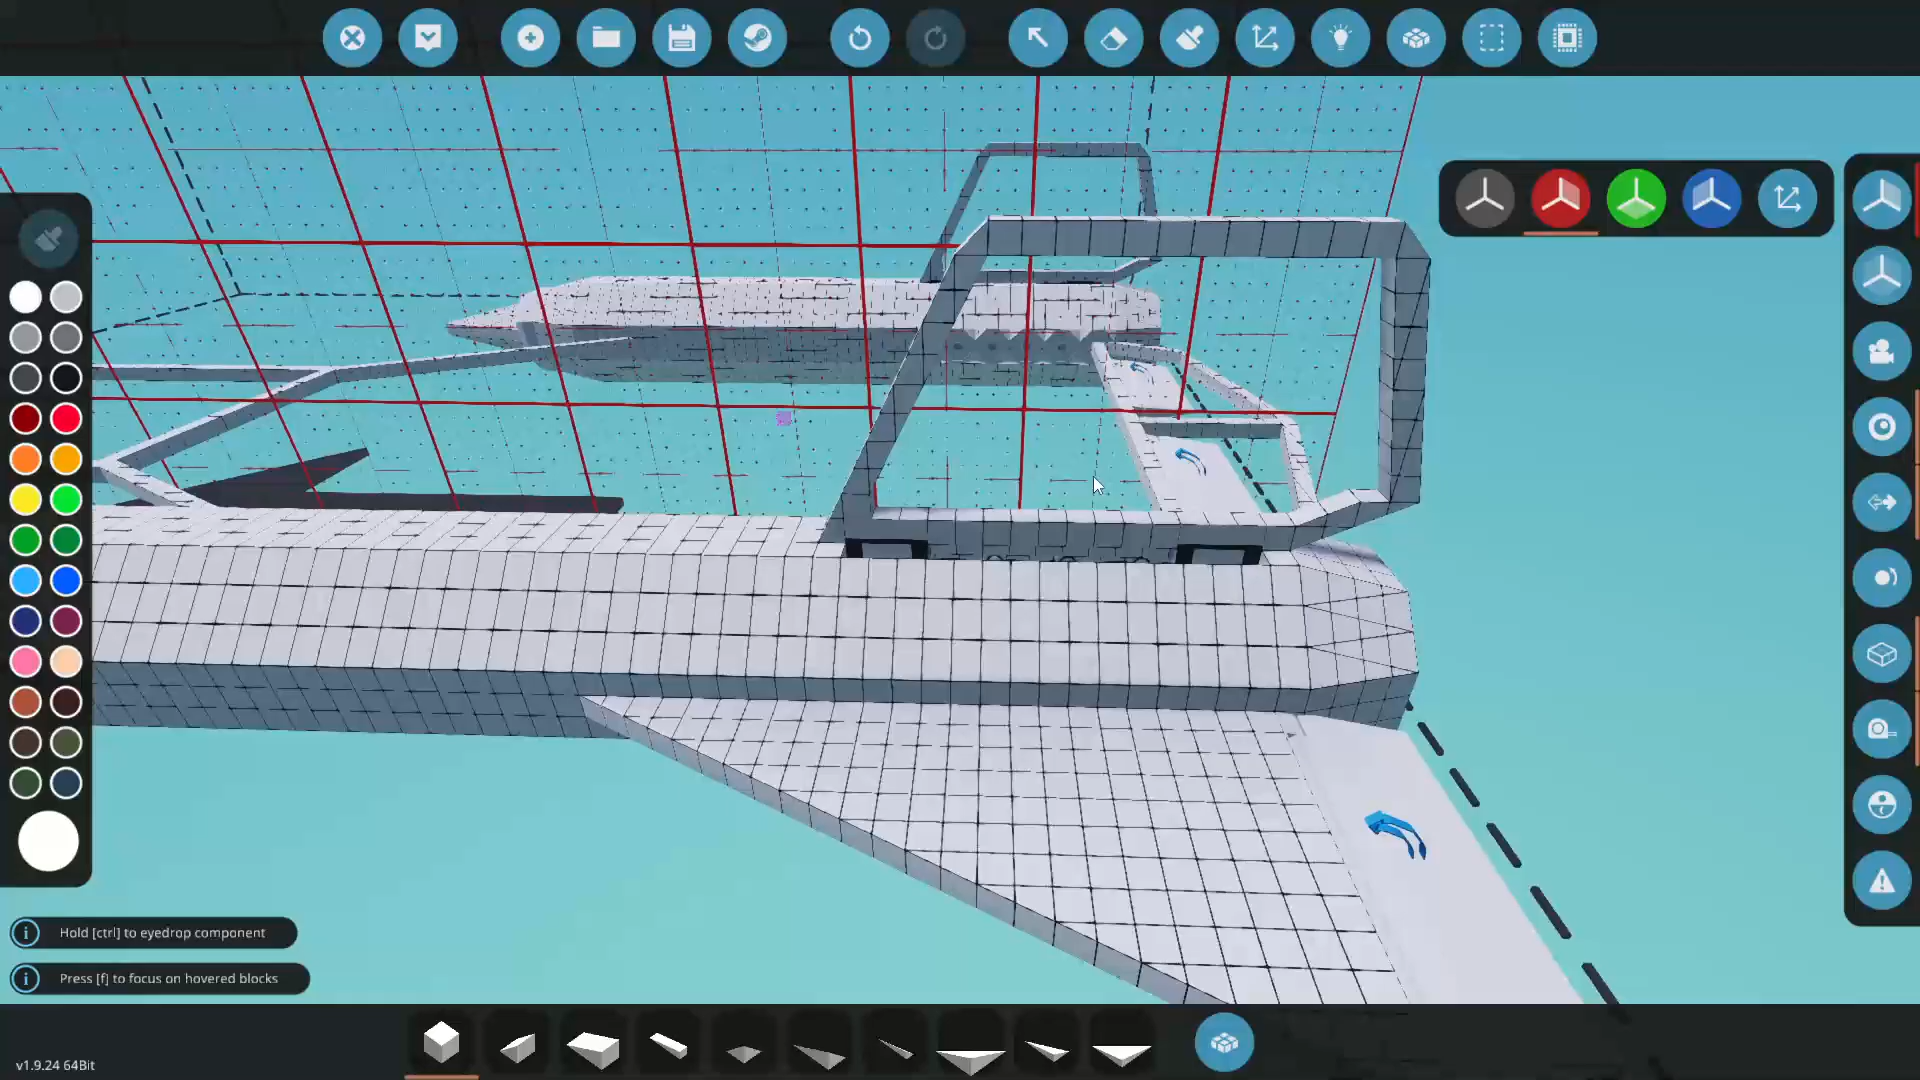 Hold [ctrl] to eyedrop component
Press [f] to focus on hovered blocks
v1.9.24 64Bit